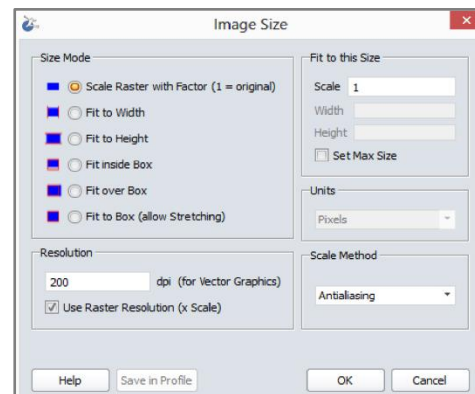 Image Size
Size Mode
Scale Raster with Factor (1 = original)
Fit to Width
Fit to Height
Fit inside Box
Fit over Box
Fit to Box (allow Stretching)
Resolution
200 dpi (for Vector Graphics)
Use Raster Resolution (x Scale)
Fit to this Size
Scale 1
Width
Height
Set Max Size
Units
Pixels
Scale Method
Antialiasing
Help Save in Profile OK Cancel